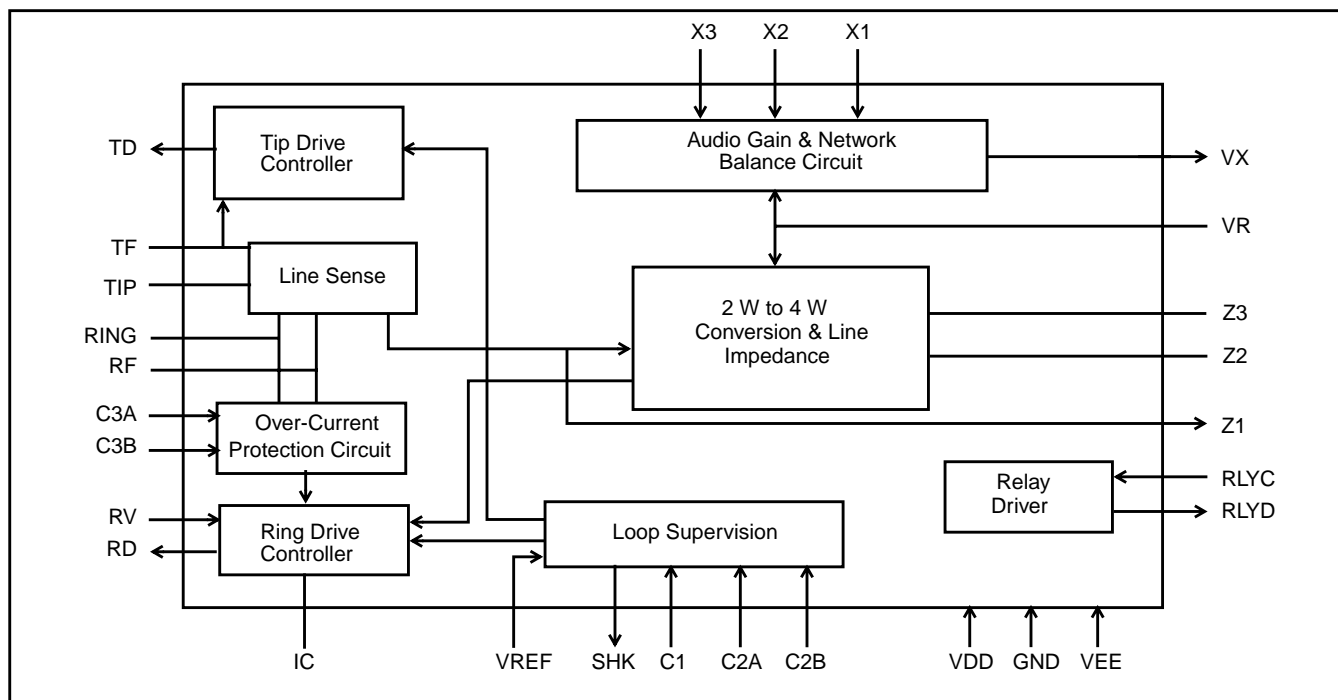 X3 X2 X1
Tip Drive
Controller
Audio Gain & Network
Balance Circuit
TD
VX
TF
VR
TIP
Line Sense
2 W to 4 W
Conversion & Line
Impedance
RING
RF
Z3
Z2
C3A
C3B
Over-Current
Protection Circuit
Z1
RV
RD
Ring Drive
Controller
Loop Supervision
Relay
Driver
RLYC
RLYD
IC VREF SHK C1 C2A C2B VDD GND VEE